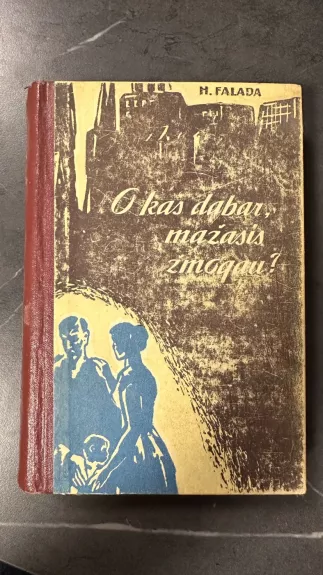 H. FALADA
O kas dabar,
mažasis
žmogau?